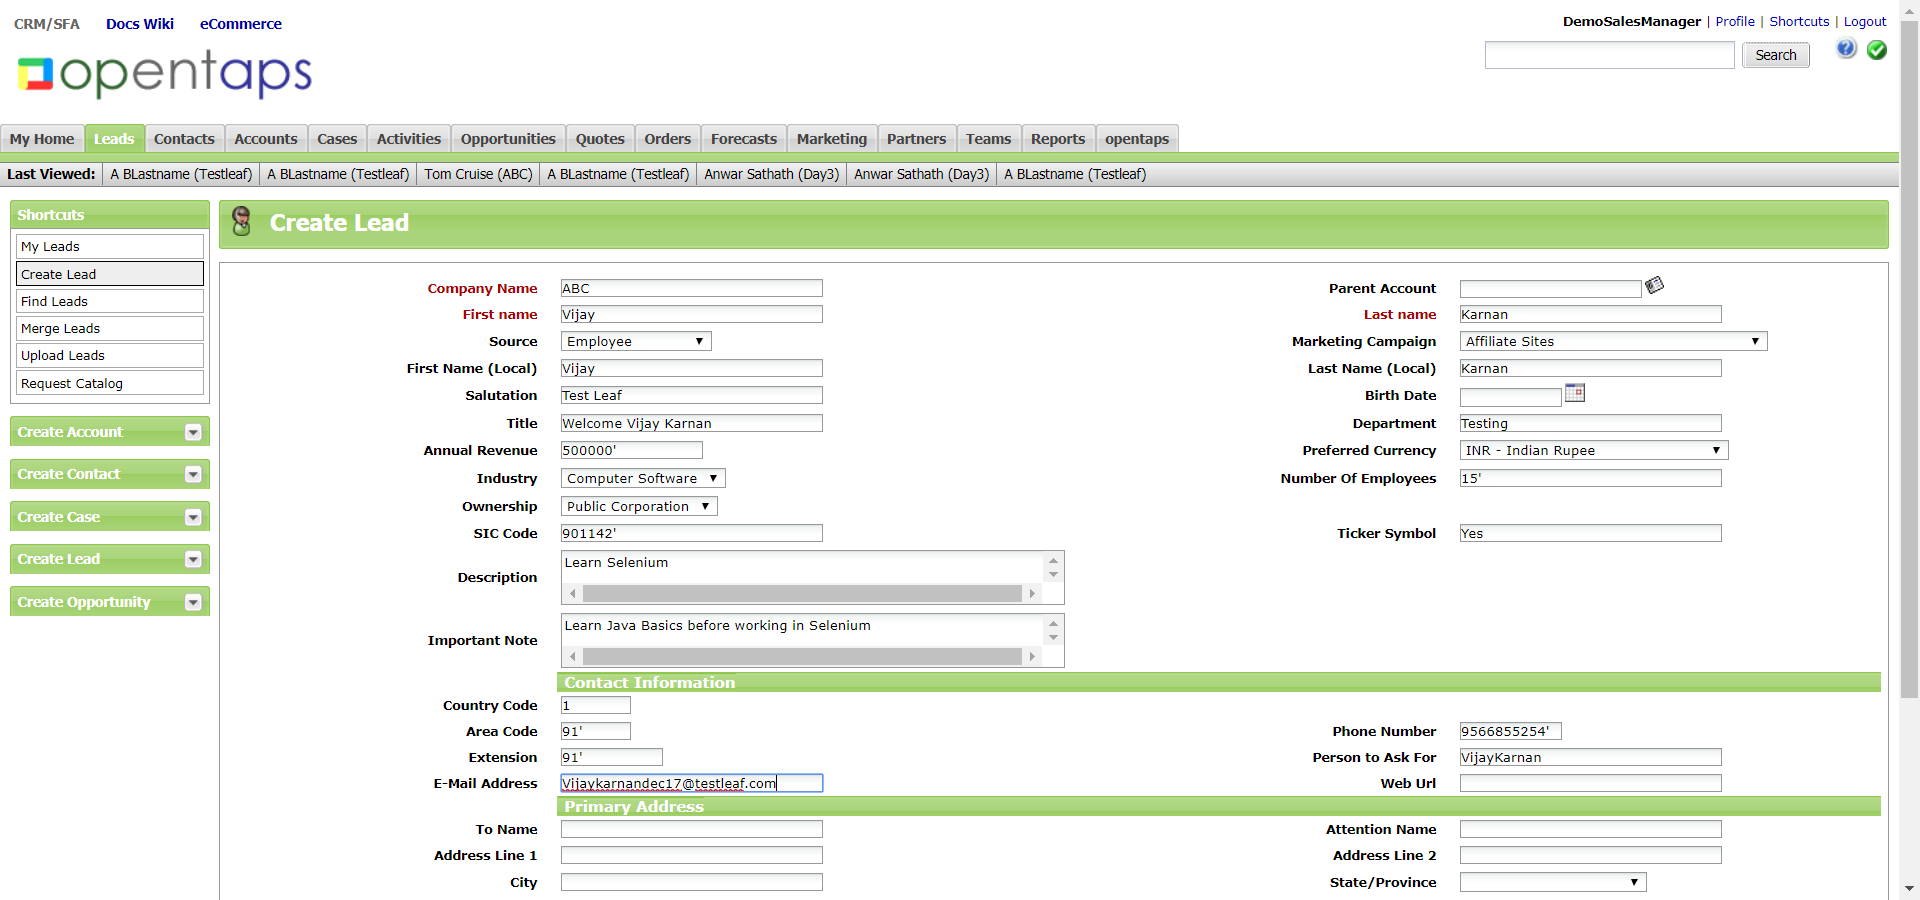 CRM/SFA Docs Wiki eCommerce
DemoSalesManager | Profile | Shortcuts | Logout
opentaps
Search
My Home Leads Contacts Accounts Cases Activities Opportunities Quotes Orders Forecasts Marketing Partners Teams Reports opentaps
Last Viewed: A BLastname (Testleaf) A BLastname (Testleaf) Tom Cruise (ABC) A BLastname (Testleaf) Anwar Sathath (Day3) Anwar Sathath (Day3) A BLastname (Testleaf)
Shortcuts
My Leads
Create Lead
Find Leads
Merge Leads
Upload Leads
Request Catalog
Create Account
Create Contact
Create Case
Create Lead
Create Opportunity
Create Lead
Company Name ABC Parent Account
First name Vijay Last name Karnan
Source Employee Marketing Campaign Affiliate Sites
First Name (Local) Vijay Last Name (Local) Karnan
Salutation Test Leaf Birth Date
Title Welcome Vijay Karnan Department Testing
Annual Revenue 500000' Preferred Currency INR - Indian Rupee
Industry Computer Software Number Of Employees 15'
Ownership Public Corporation
SIC Code 901142' Ticker Symbol Yes
Description Learn Selenium
Important Note Learn Java Basics before working in Selenium
Contact Information
Country Code 1
Area Code 91' Phone Number 9566855254'
Extension 91' Person to Ask For VijayKarnan
E-Mail Address Vijaykarnandec17@testleaf.com Web Url
Primary Address
To Name Attention Name
Address Line 1 Address Line 2
City State/Province